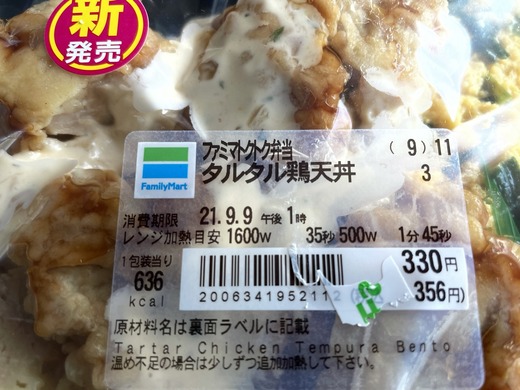 新
発売
ファミマトクトク弁当
タルタル鶏天丼
(9) 11
3
FamilyMart
消費期限 21.9.9 午後1時
レンジ加熱目安 1600W 35秒 500W 1分45秒
1包装当り
636
kcal
2006341952112
330円
356円)
原材料名は裏面ラベルに記載
Tartar Chicken Tempura Bento
温め不足の場合は少しずつ追加加熱して下さい。